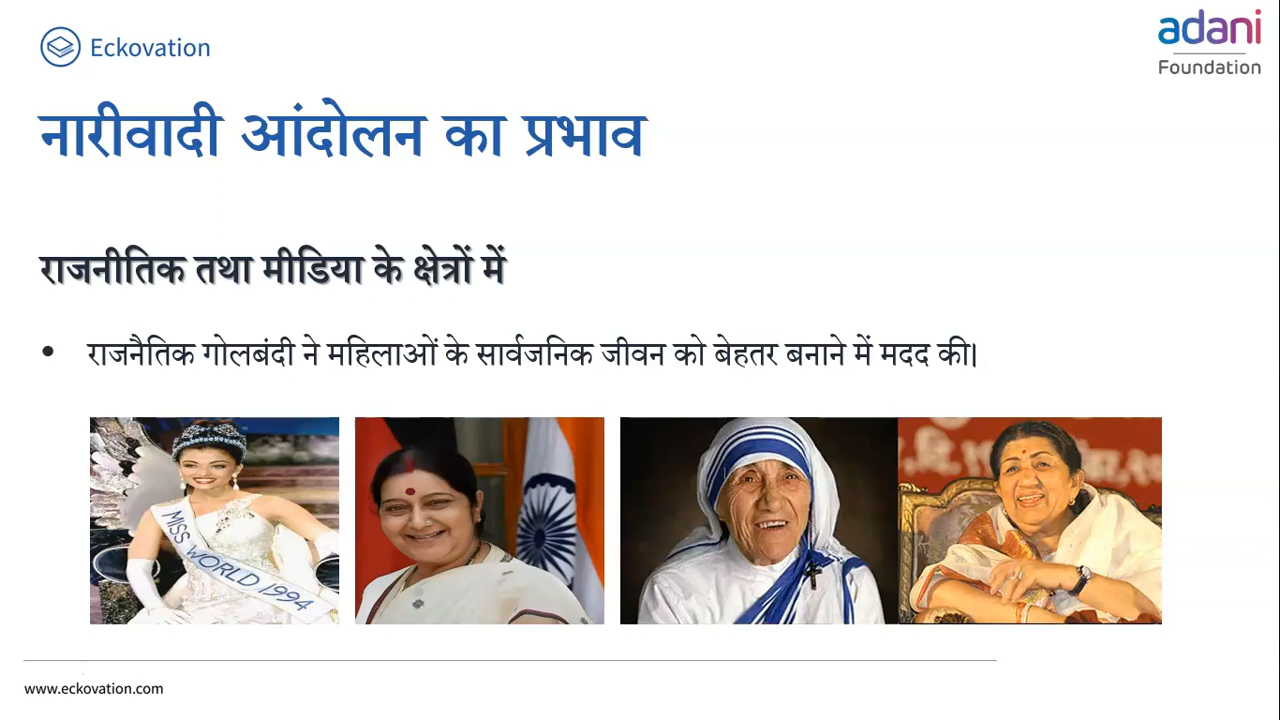 Eckovation
adani
Foundation
नारीवादी आंदोलन का प्रभाव
राजनीतिक तथा मीडिया के क्षेत्रों में
• राजनैतिक गोलबंदी ने महिलाओं के सार्वजनिक जीवन को बेहतर बनाने में मदद की।
MISS WORLD 1994
www.eckovation.com